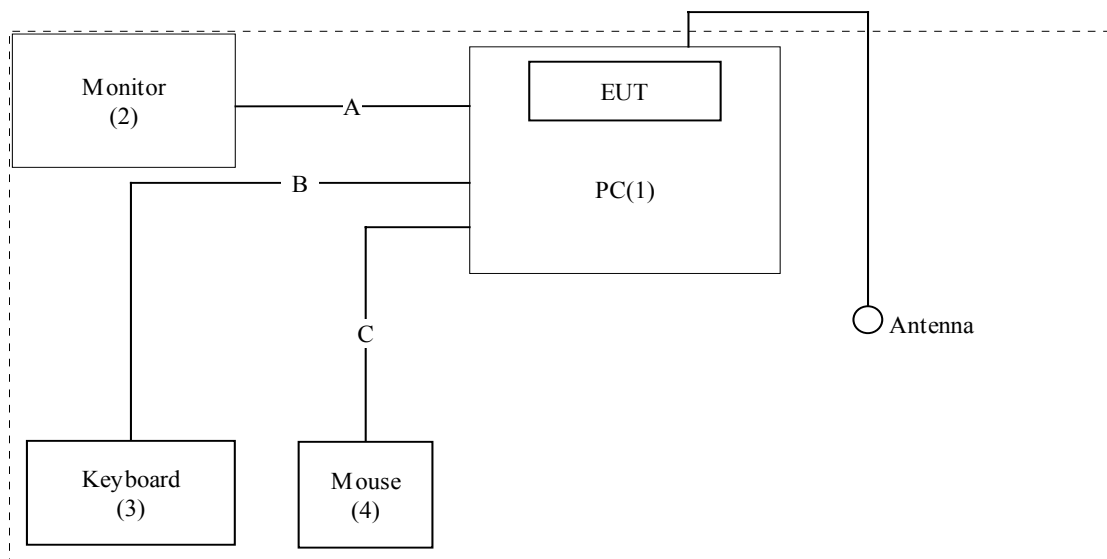 Monitor
(2)
A
EUT
B
PC(1)
C
Antenna
Keyboard
(3)
Mouse
(4)